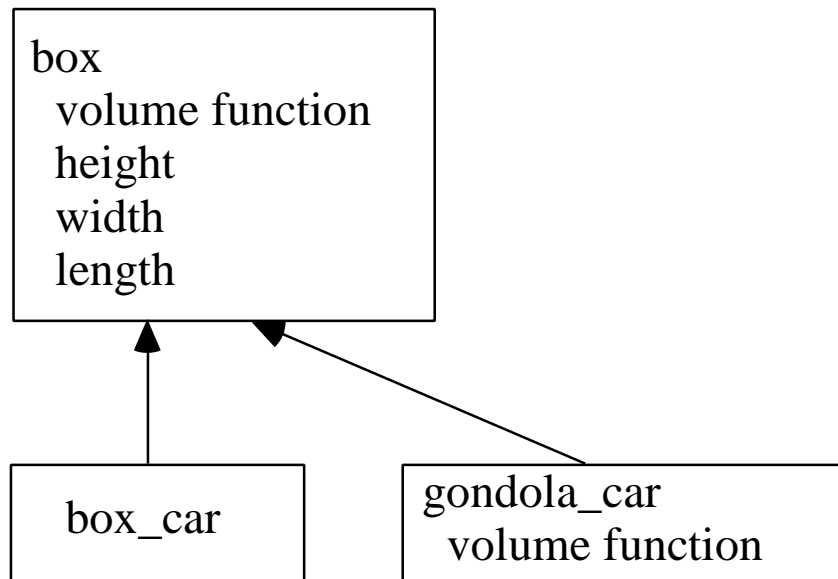 box
volume function
height
width
length
box_car
gondola_car
volume function